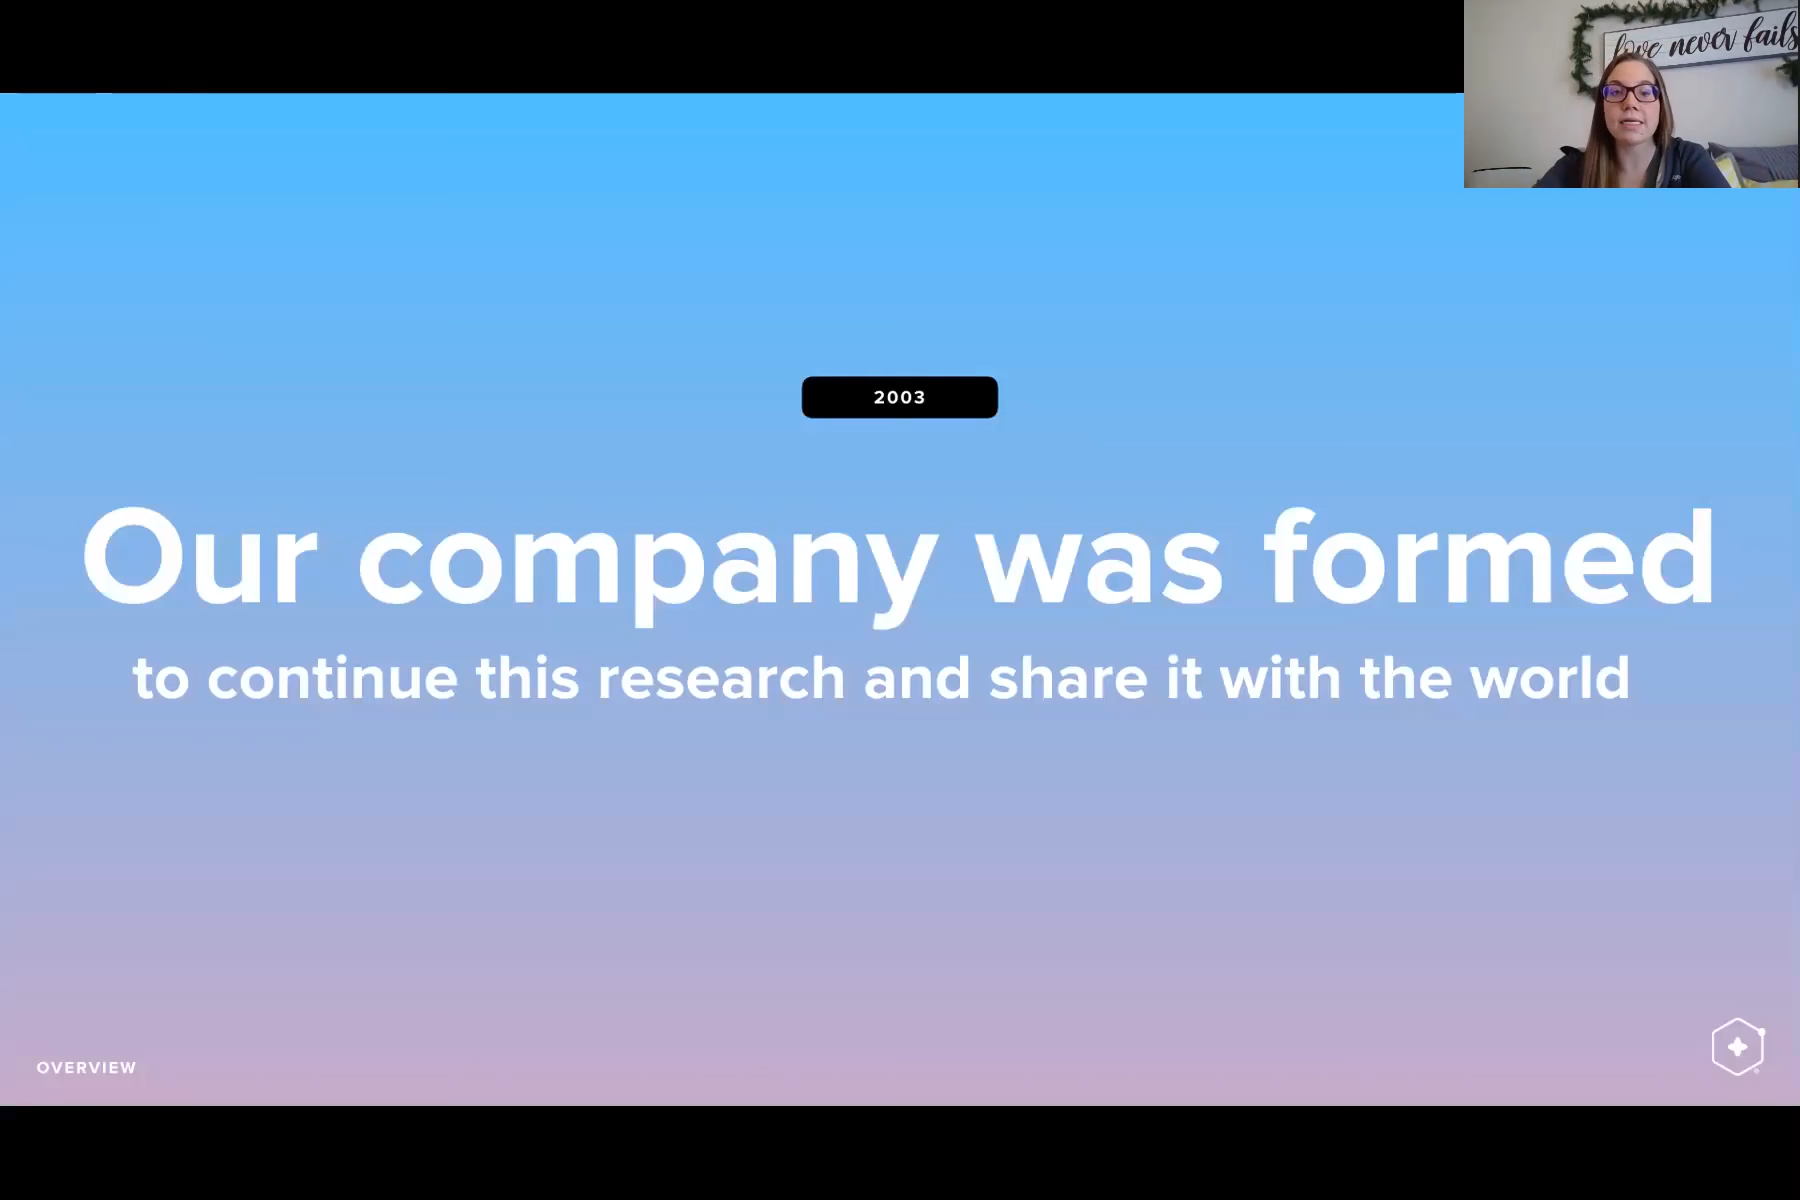 love never fails
2003
Our company was formed
to continue this research and share it with the world
OVERVIEW